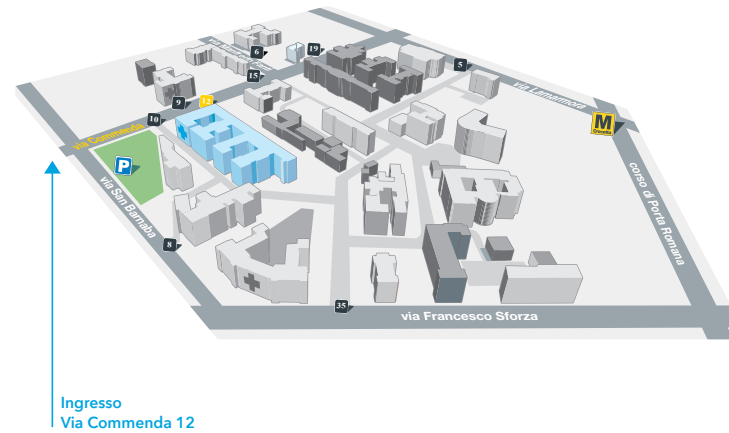 6
19
via
15
5
via Lamarmora
9
12
10
M
Crocetta
via Commenda
P
corso di Porta Romana
via San Barnaba
8
35
via Francesco Sforza
Ingresso
Via Commenda 12